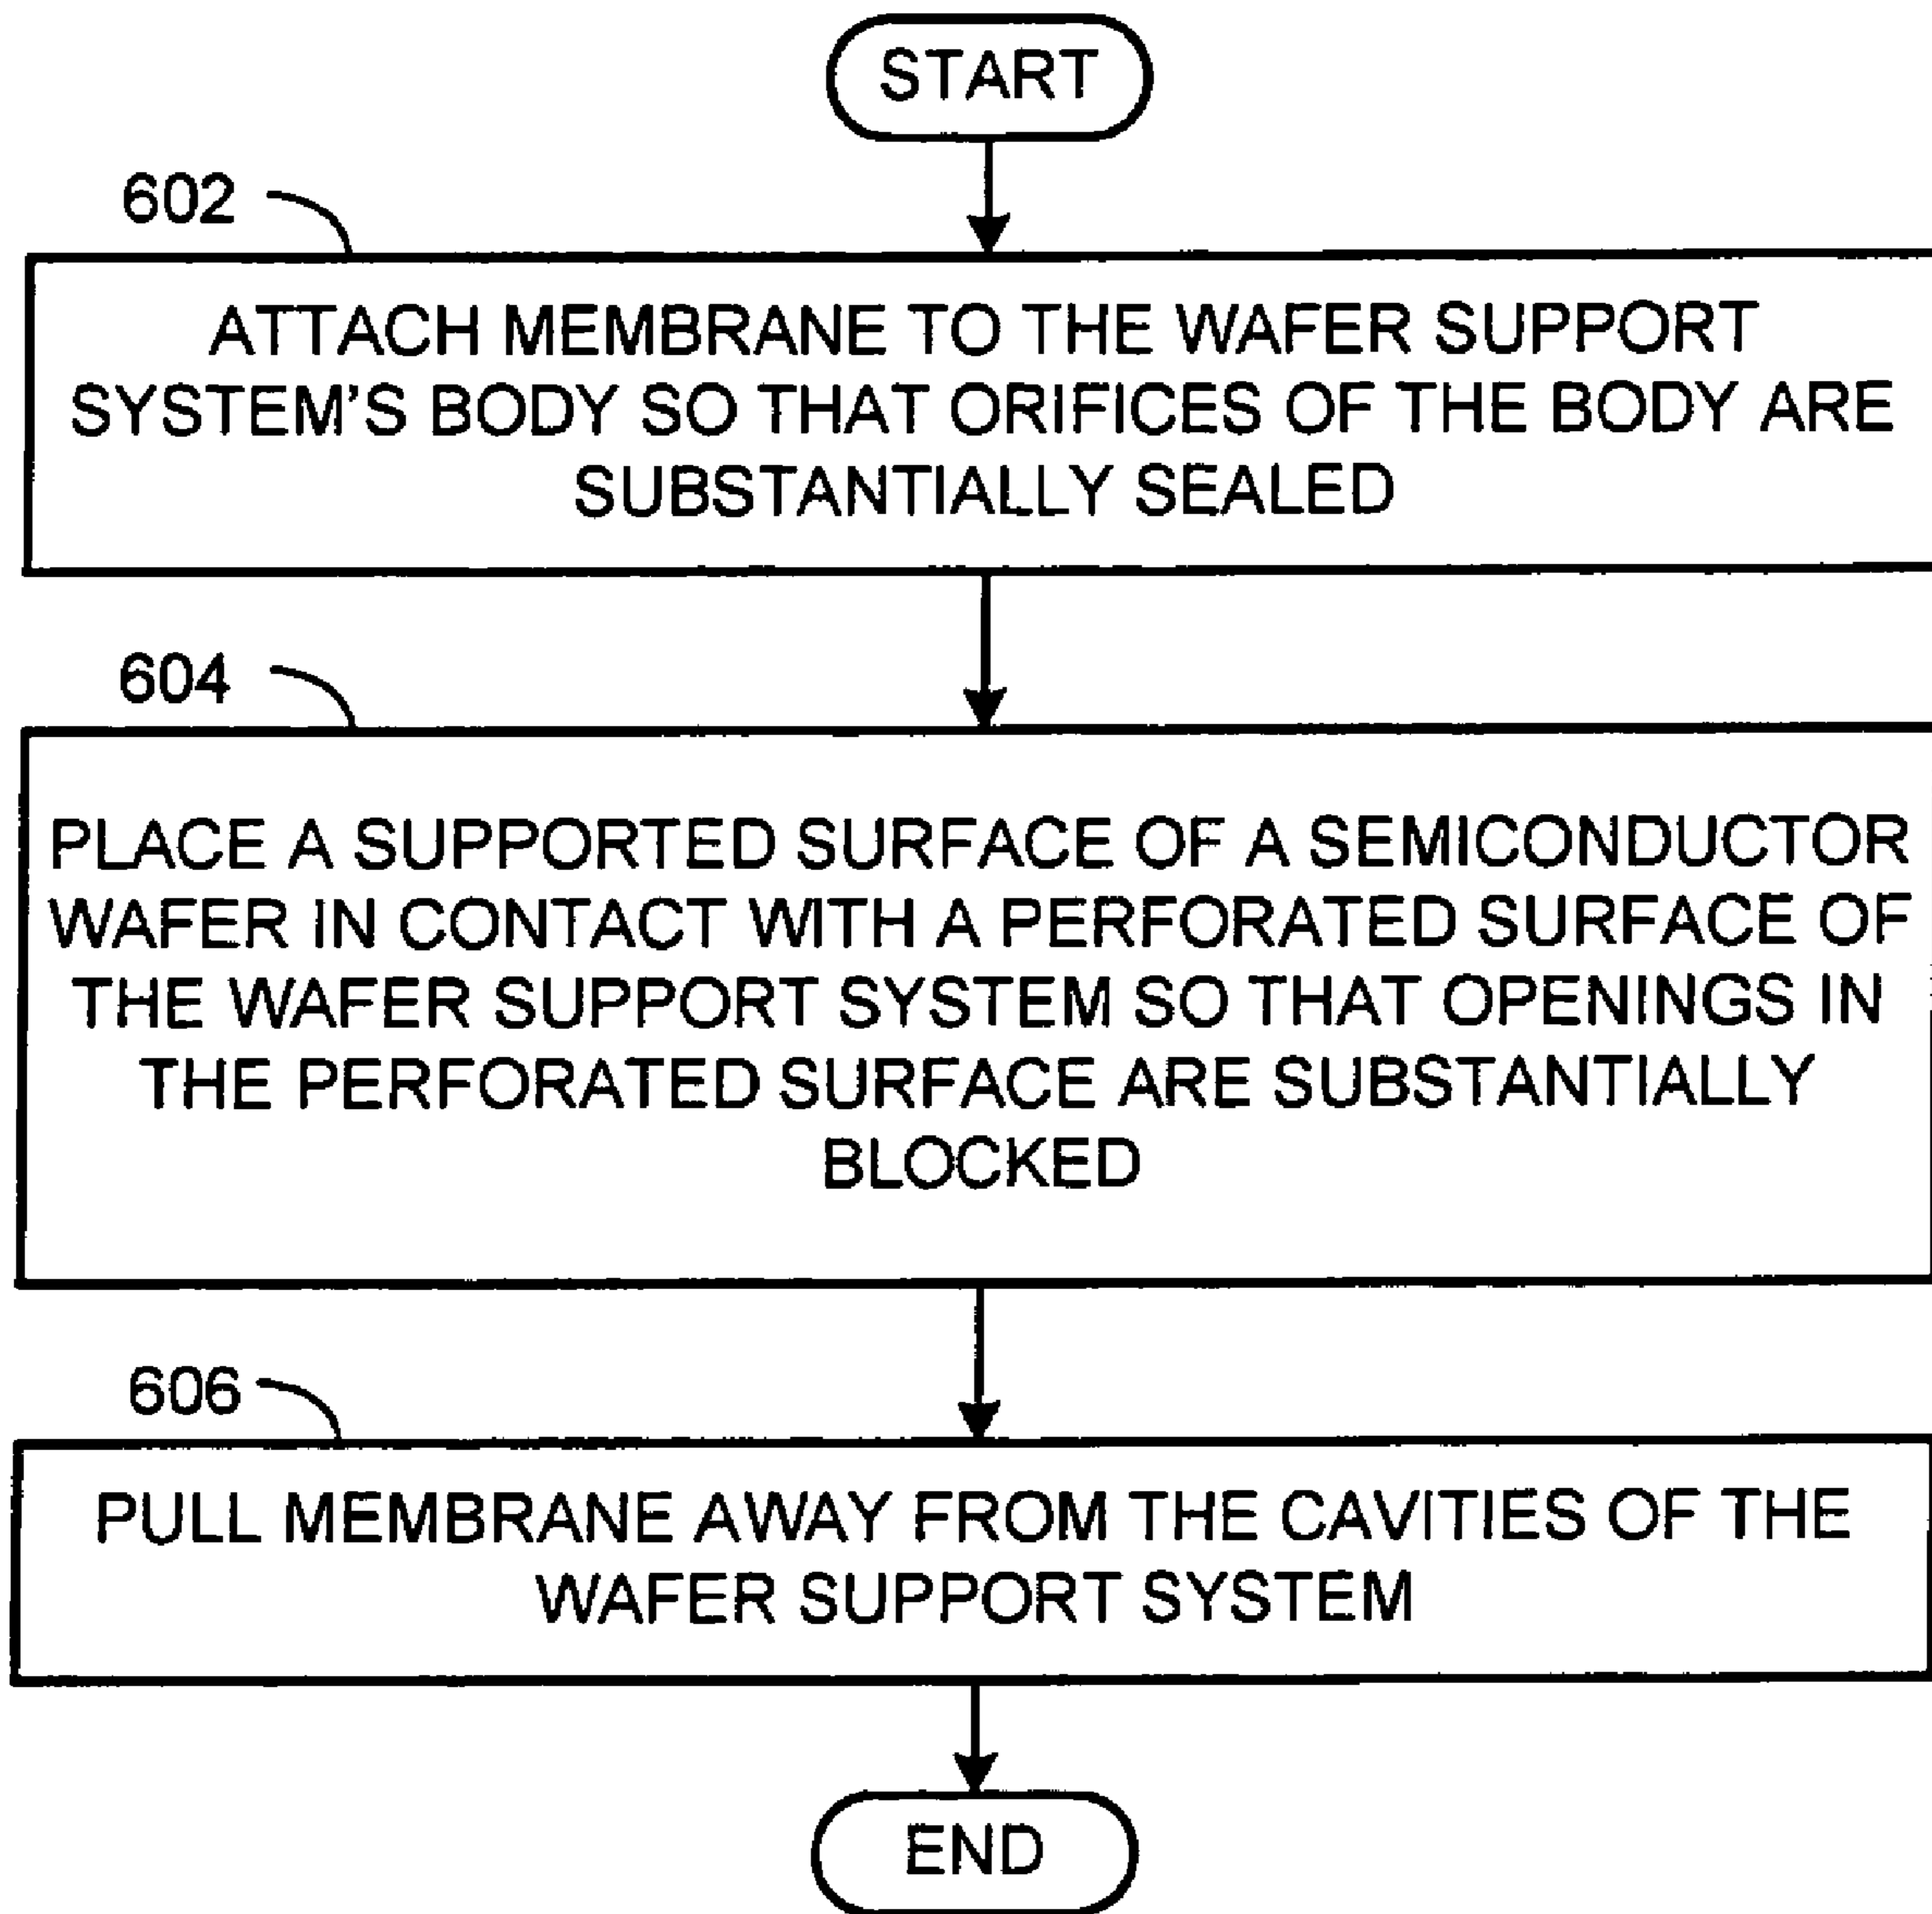 START
602
ATTACH MEMBRANE TO THE WAFER SUPPORT
SYSTEM'S BODY SO THAT ORIFICES OF THE BODY ARE
SUBSTANTIALLY SEALED
604
PLACE A SUPPORTED SURFACE OF A SEMICONDUCTOR
WAFER IN CONTACT WITH A PERFORATED SURFACE OF
THE WAFER SUPPORT SYSTEM SO THAT OPENINGS IN
THE PERFORATED SURFACE ARE SUBSTANTIALLY
BLOCKED
606
PULL MEMBRANE AWAY FROM THE CAVITIES OF THE
WAFER SUPPORT SYSTEM
END